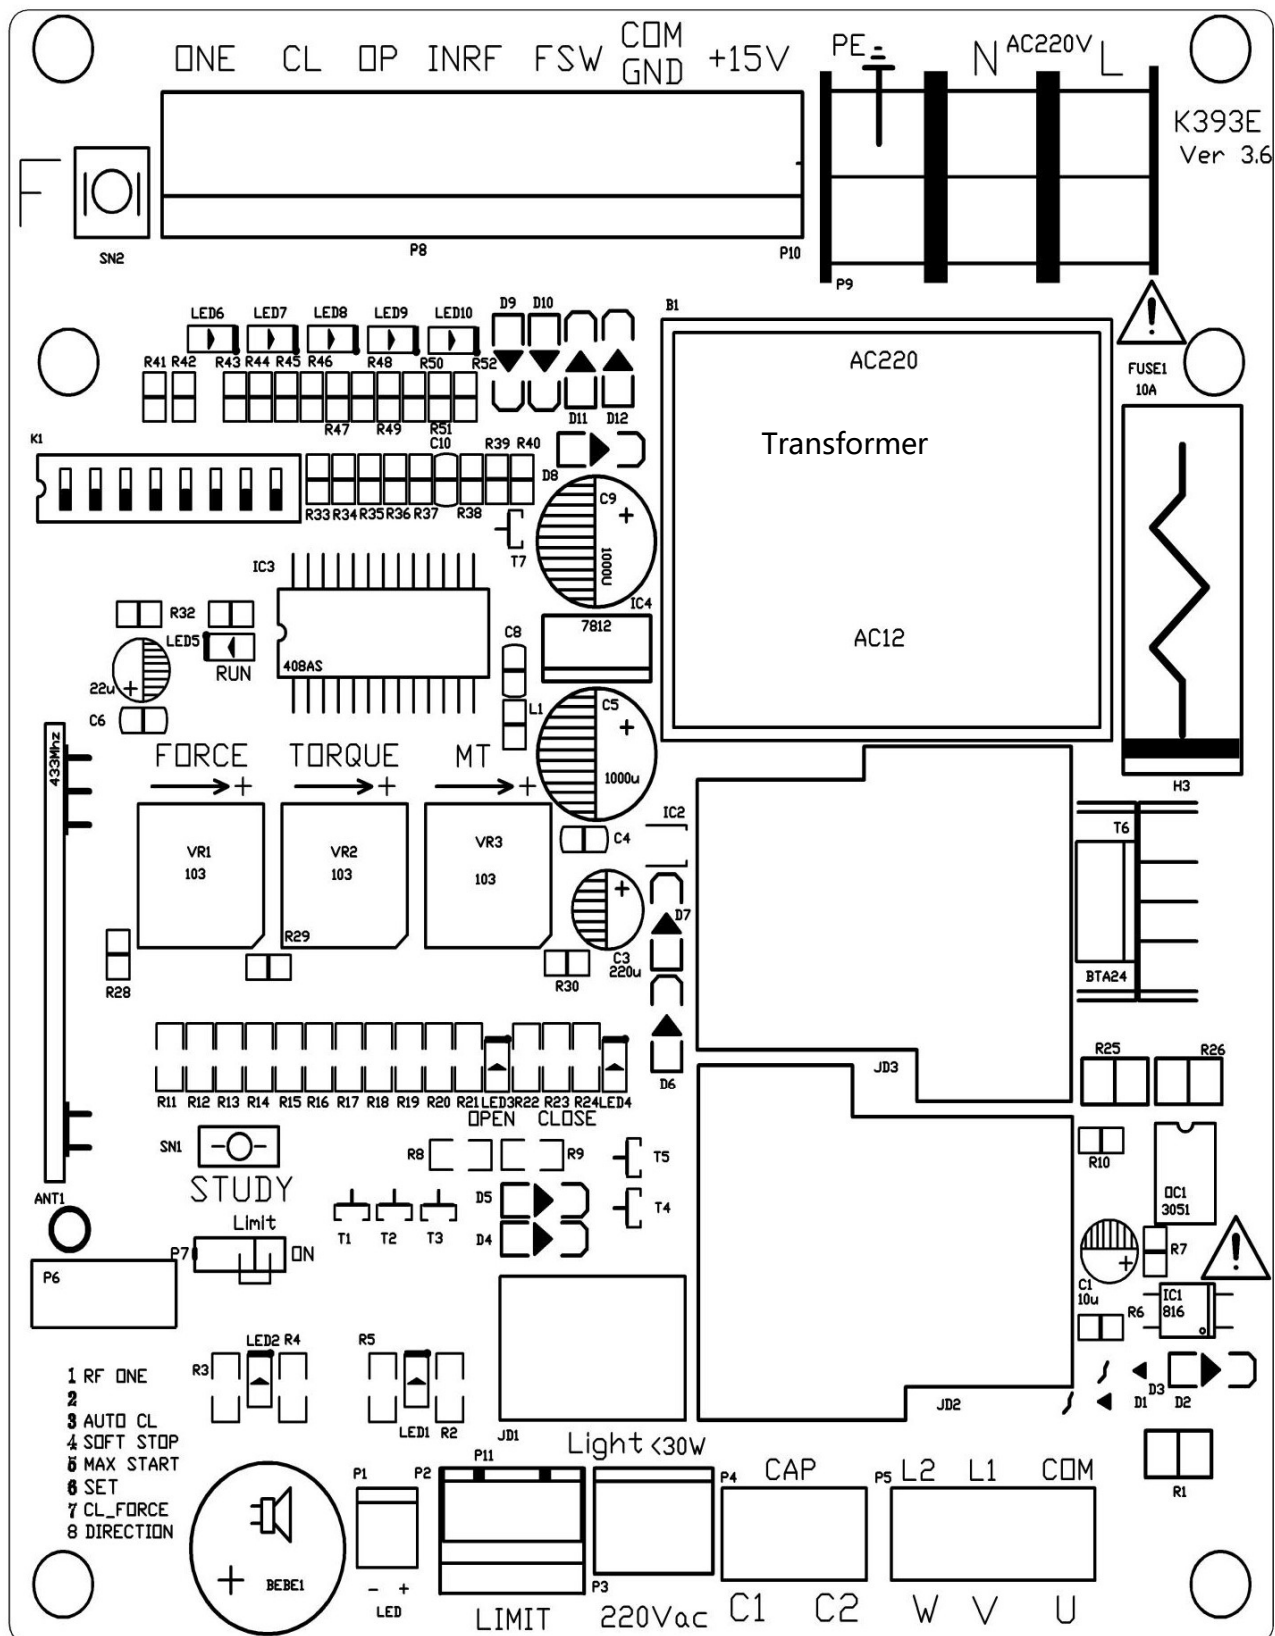 ONE CL OP INRF FSW COM GND +15V
PE N AC220V L
K393E
Ver 3.6
F
SN2
P8
P10
P9
LED6 LED7 LED8 LED9 LED10
D9 D10
B1
R41 R42 R43 R44 R45 R46 R48 R50 R52
R47 R49 R51
D11 D12
AC220
Transformer
AC12
FUSE1
10A
K1
C10 R39 R40
D8
R33 R34 R35 R36 R37 R38
C9
+
1000U
T7
IC3
IC4
7812
R32
LED5
RUN
408AS
C8
22u
+
C6
L1
C5
+
1000u
433Mhz
FORCE TORQUE MT
+ + +
H3
VR1
103
VR2
103
VR3
103
C4
IC2
T6
BTA24
R29
R28
R30
+
C3
220u
D7
D6
JD3
R25 R26
R11 R12 R13 R14 R15 R16 R17 R18 R19 R20 R21 LED3 R22 R23 R24 LED4
OPEN CLOSE
SN1
STUDY
R8 R9
T5
T4
R10
OC1
3051
ANT1
Limit
P7
ON
T1 T2 T3
D5
D4
R7
P6
C1
10u
+
IC1
816
R6
LED2 R4
R3
R5
LED1 R2
JD1
JD2
D1 D3 D2
R1
1 RF ONE
2
3 AUTO CL
4 SOFT STOP
5 MAX START
6 SET
7 CL_FORCE
8 DIRECTION
+
BEBE1
P1
- +
LED
P2
P11
LIMIT
Light <30W
P3
220Vac
P4
CAP
C1 C2
P5
L2 L1 COM
W V U